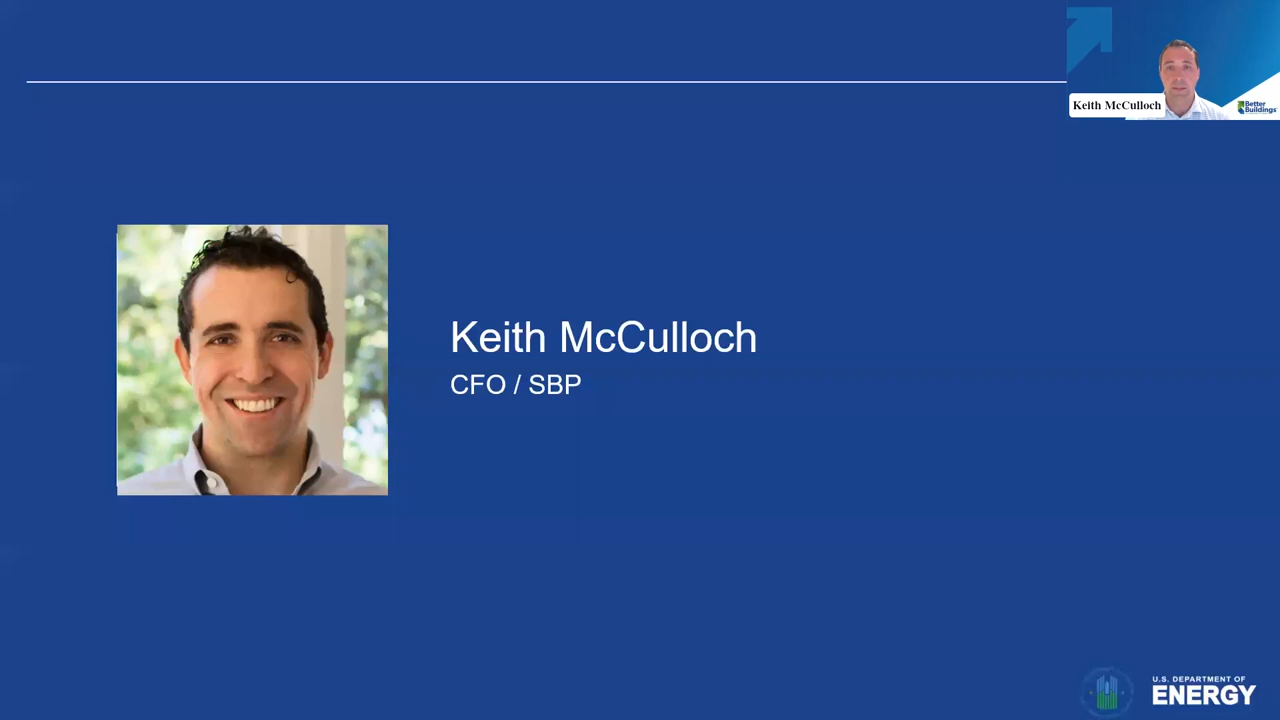 Keith McCulloch
Better
Buildings
Keith McCulloch
CFO / SBP
U.S. DEPARTMENT OF
ENERGY